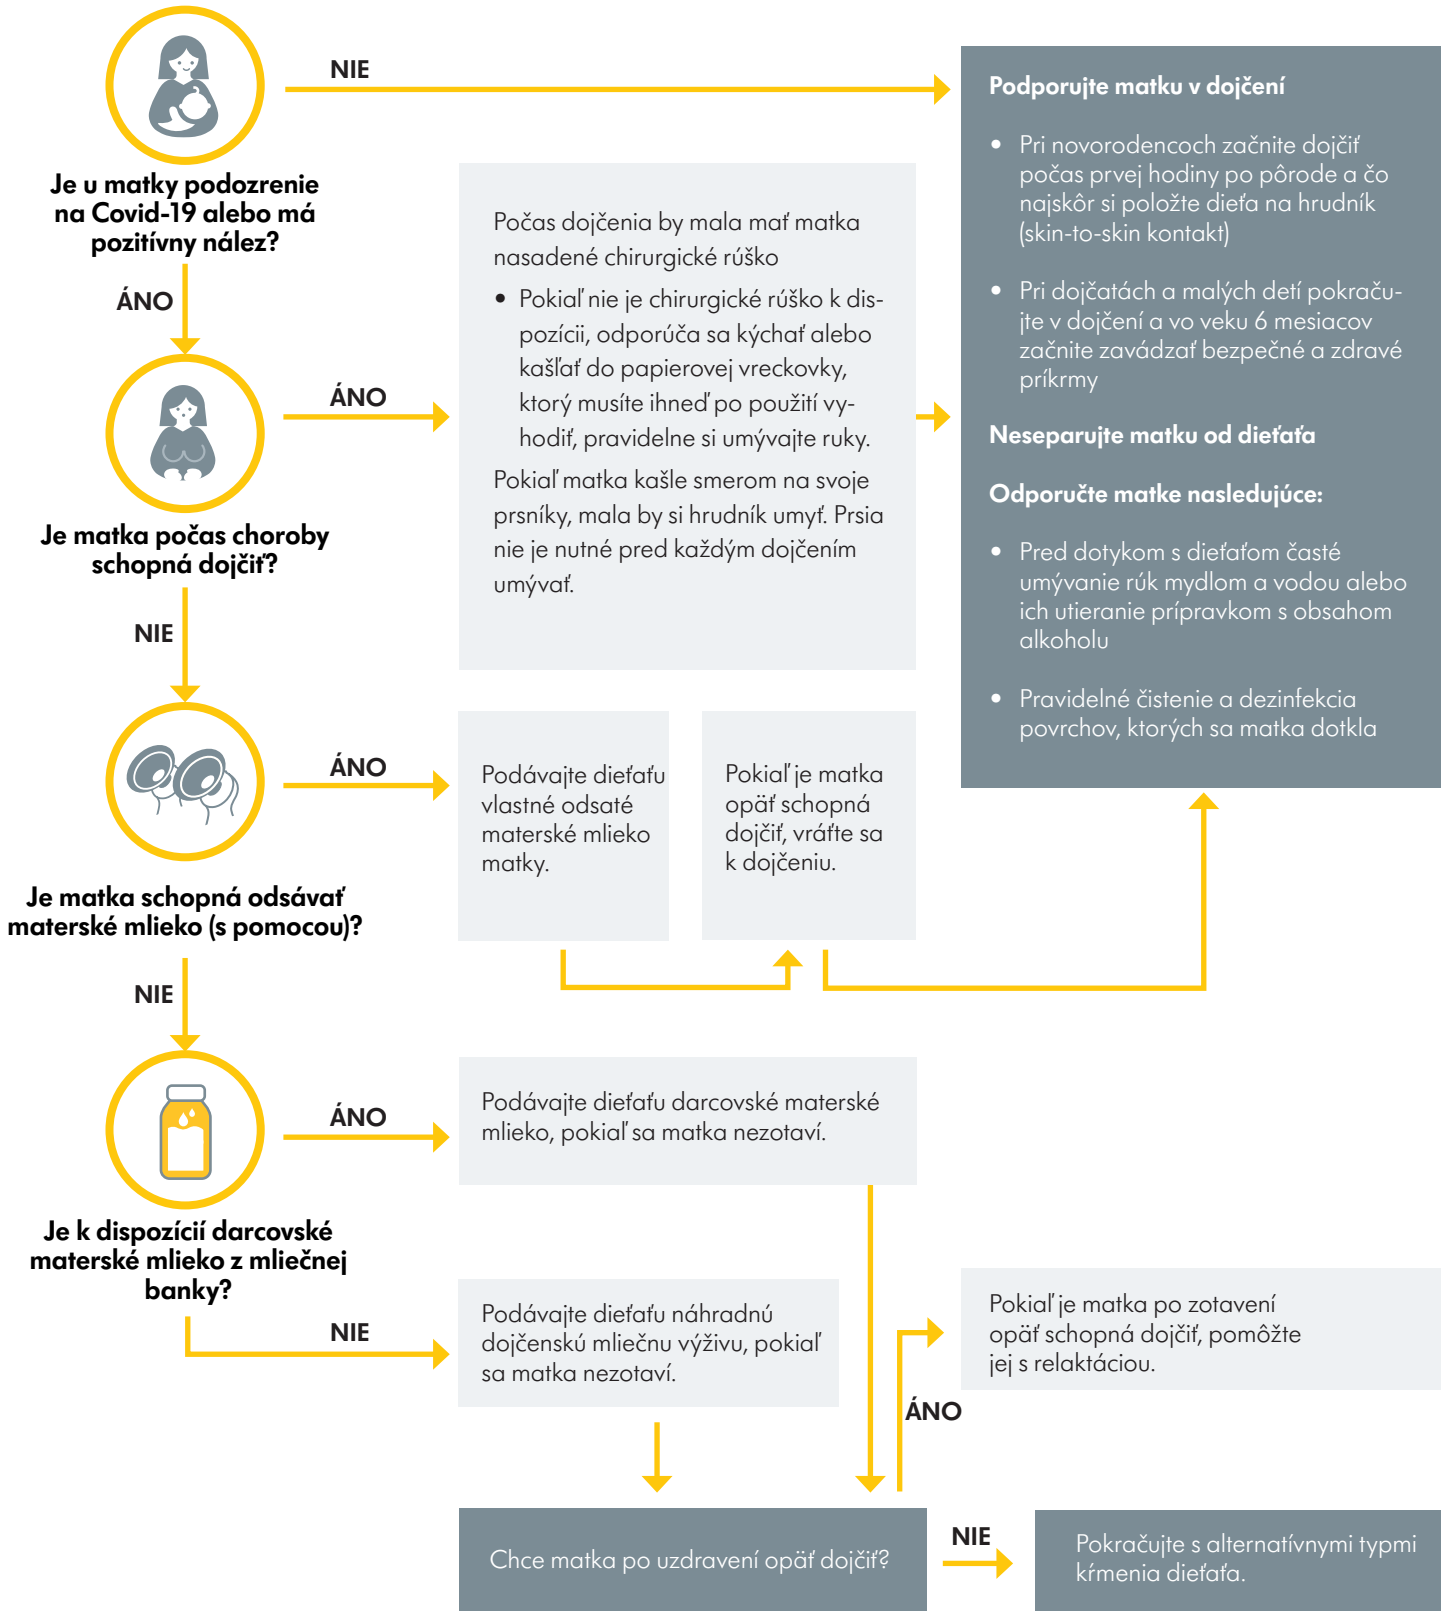 NIE
Je u matky podozrenie
na Covid-19 alebo má
pozitívny nález?
ÁNO
Podporujte matku v dojčení
• Pri novorodencoch začnite dojčiť
počas prvej hodiny po pôrode a čo
najskôr si položte dieťa na hrudník
(skin-to-skin kontakt)
• Pri dojčatách a malých detí pokraču-
jte v dojčení a vo veku 6 mesiacov
začnite zavádzať bezpečné a zdravé
príkrmy
Neseparujte matku od dieťaťa
Odporučte matke nasledujúce:
• Pred dotykom s dieťaťom časté
umývanie rúk mydlom a vodou alebo
ich utieranie prípravkom s obsahom
alkoholu
• Pravidelné čistenie a dezinfekcia
povrchov, ktorých sa matka dotkla
ÁNO
Je matka počas choroby
schopná dojčiť?
NIE
Počas dojčenia by mala mať matka
nasadené chirurgické rúško
• Pokiaľ nie je chirurgické rúško k dis-
pozícii, odporúča sa kýchať alebo
kašľať do papierovej vreckovky,
ktorý musíte ihneď po použití vy-
hodiť, pravidelne si umývajte ruky.
Pokiaľ matka kašle smerom na svoje
prsníky, mala by si hrudník umyť. Prsia
nie je nutné pred každým dojčením
umývať.
ÁNO
Je matka schopná odsávať
materské mlieko (s pomocou)?
NIE
Podávajte dieťaťu
vlastné odsaté
materské mlieko
matky.
Pokiaľ je matka
opäť schopná
dojčiť, vráťte sa
k dojčeniu.
ÁNO
Je k dispozícií darcovské
materské mlieko z mliečnej
banky?
NIE
Podávajte dieťaťu darcovské materské
mlieko, pokiaľ sa matka nezotaví.
Podávajte dieťaťu náhradnú
dojčenskú mliečnu výživu, pokiaľ
sa matka nezotaví.
Pokiaľ je matka po zotavení
opäť schopná dojčiť, pomôžte
jej s relaktáciou.
ÁNO
Chce matka po uzdravení opäť dojčiť?
NIE
Pokračujte s alternatívnymi typmi
kŕmenia dieťaťa.